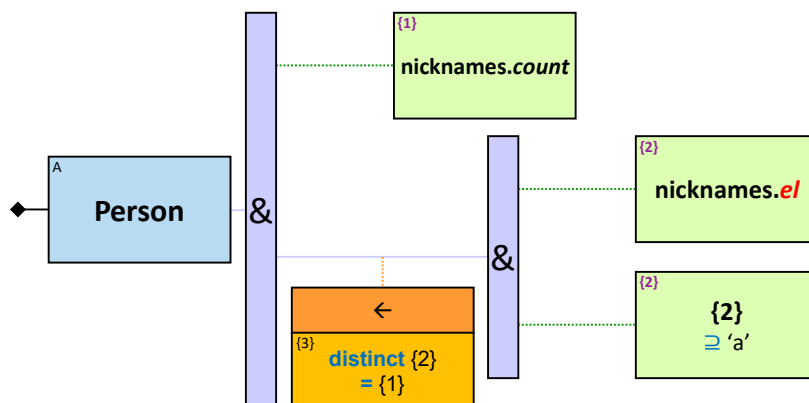 {1}
nicknames.count
A
Person
&
&
{2}
nicknames.el
{2}
{2}
⊇ ‘a’
←
{3}
distinct {2}
= {1}